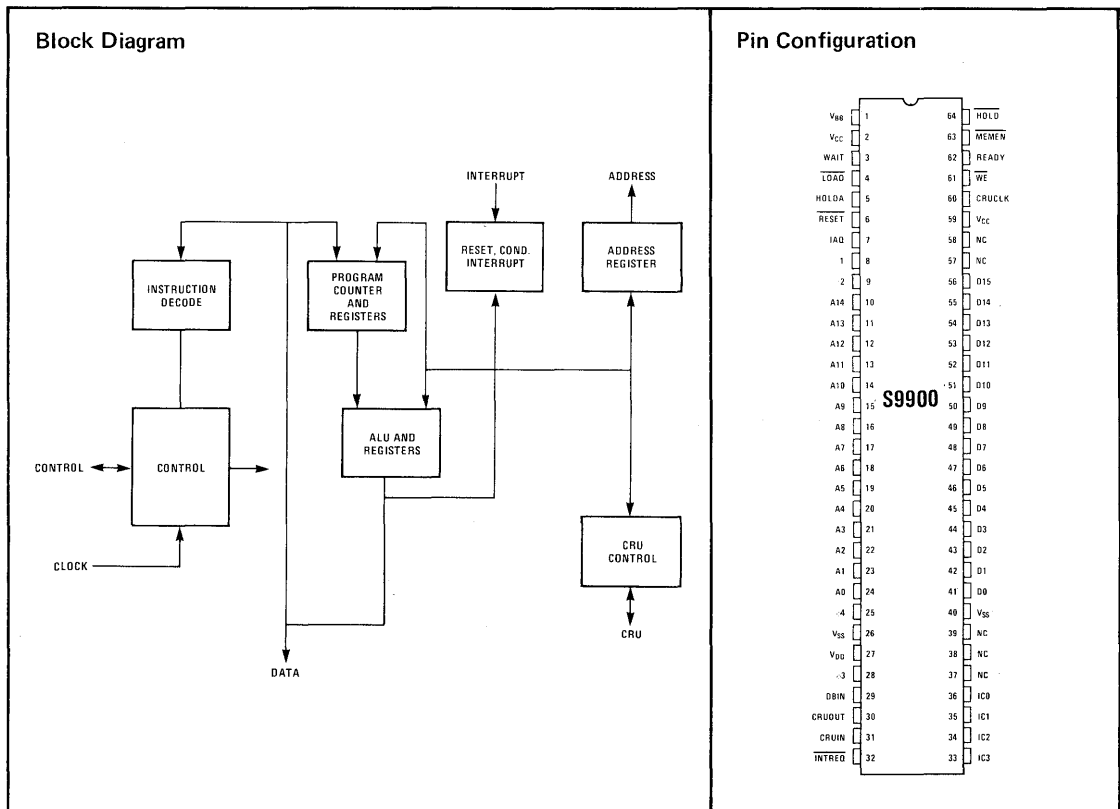 Block Diagram
INTERRUPT
ADDRESS
INSTRUCTION
DECODE
PROGRAM
COUNTER
AND
REGISTERS
RESET, COND.
INTERRUPT
ADDRESS
REGISTER
CONTROL
CONTROL
ALU AND
REGISTERS
CLOCK
CRU
CONTROL
DATA
CRU
Pin Configuration
VBB 1 64 HOLD
VCC 2 63 MEMEN
WAIT 3 62 READY
LOAD 4 61 WE
HOLDA 5 60 CRUCLK
RESET 6 59 VCC
IAQ 7 58 NC
1 8 57 NC
2 9 56 D15
A14 10 55 D14
A13 11 54 D13
A12 12 53 D12
A11 13 52 D11
A10 14 51 D10
S9900
A9 15 50 D9
A8 16 49 D8
A7 17 48 D7
A6 18 47 D6
A5 19 46 D5
A4 20 45 D4
A3 21 44 D3
A2 22 43 D2
A1 23 42 D1
A0 24 41 D0
4 25 40 VSS
VSS 26 39 NC
VDD 27 38 NC
3 28 37 NC
DBIN 29 36 IC0
CRUOUT 30 35 IC1
CRUIN 31 34 IC2
INTREQ 32 33 IC3